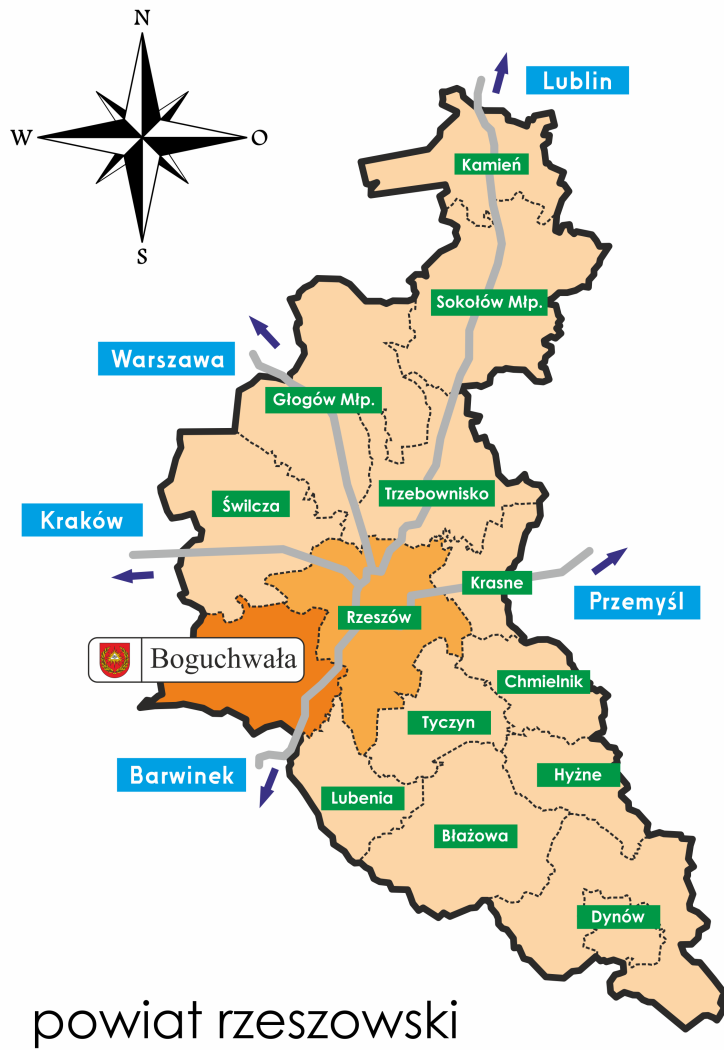 N
Lublin
W
O
Kamień
S
Sokołów Młp.
Warszawa
Głogów Młp.
Trzebownisko
Świlcza
Kraków
Krasne
Przemyśl
Rzeszów
Boguchwała
Chmielnik
Tyczyn
Barwinek
Hyżne
Lubenia
Błażowa
Dynów
powiat rzeszowski